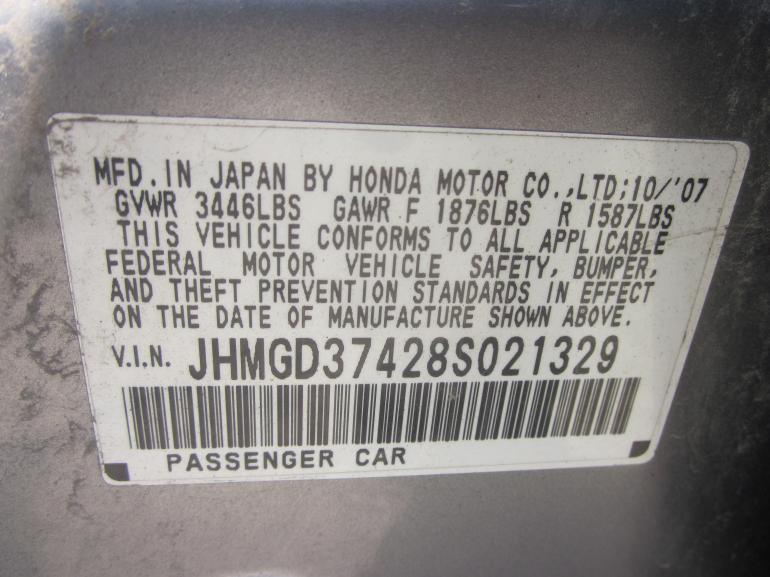 MFD. IN JAPAN BY HONDA MOTOR CO.,LTD;10/'07
GVWR 3446LBS GAWR F 1876LBS R 1587LBS
THIS VEHICLE CONFORMS TO ALL APPLICABLE
FEDERAL MOTOR VEHICLE SAFETY, BUMPER,
AND THEFT PREVENTION STANDARDS IN EFFECT
ON THE DATE OF MANUFACTURE SHOWN ABOVE.
V.I.N. JHMGD37428S021329
PASSENGER CAR